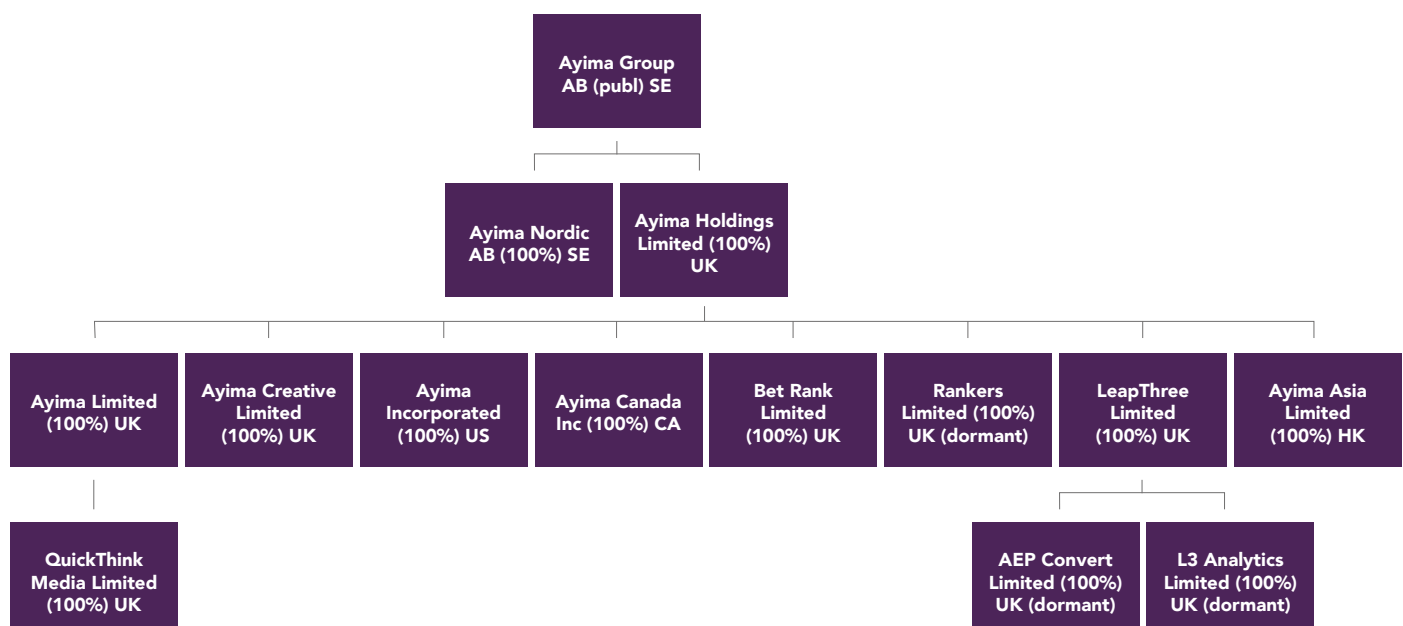 Ayima Group
AB (publ) SE
Ayima Nordic
AB (100%) SE
Ayima Holdings
Limited (100%)
UK
Ayima Limited
(100%) UK
Ayima Creative
Limited
(100%) UK
Ayima
Incorporated
(100%) US
Ayima Canada
Inc (100%) CA
Bet Rank
Limited
(100%) UK
Rankers
Limited (100%)
UK (dormant)
LeapThree
Limited
(100%) UK
Ayima Asia
Limited
(100%) HK
QuickThink
Media Limited
(100%) UK
AEP Convert
Limited (100%)
UK (dormant)
L3 Analytics
Limited (100%)
UK (dormant)